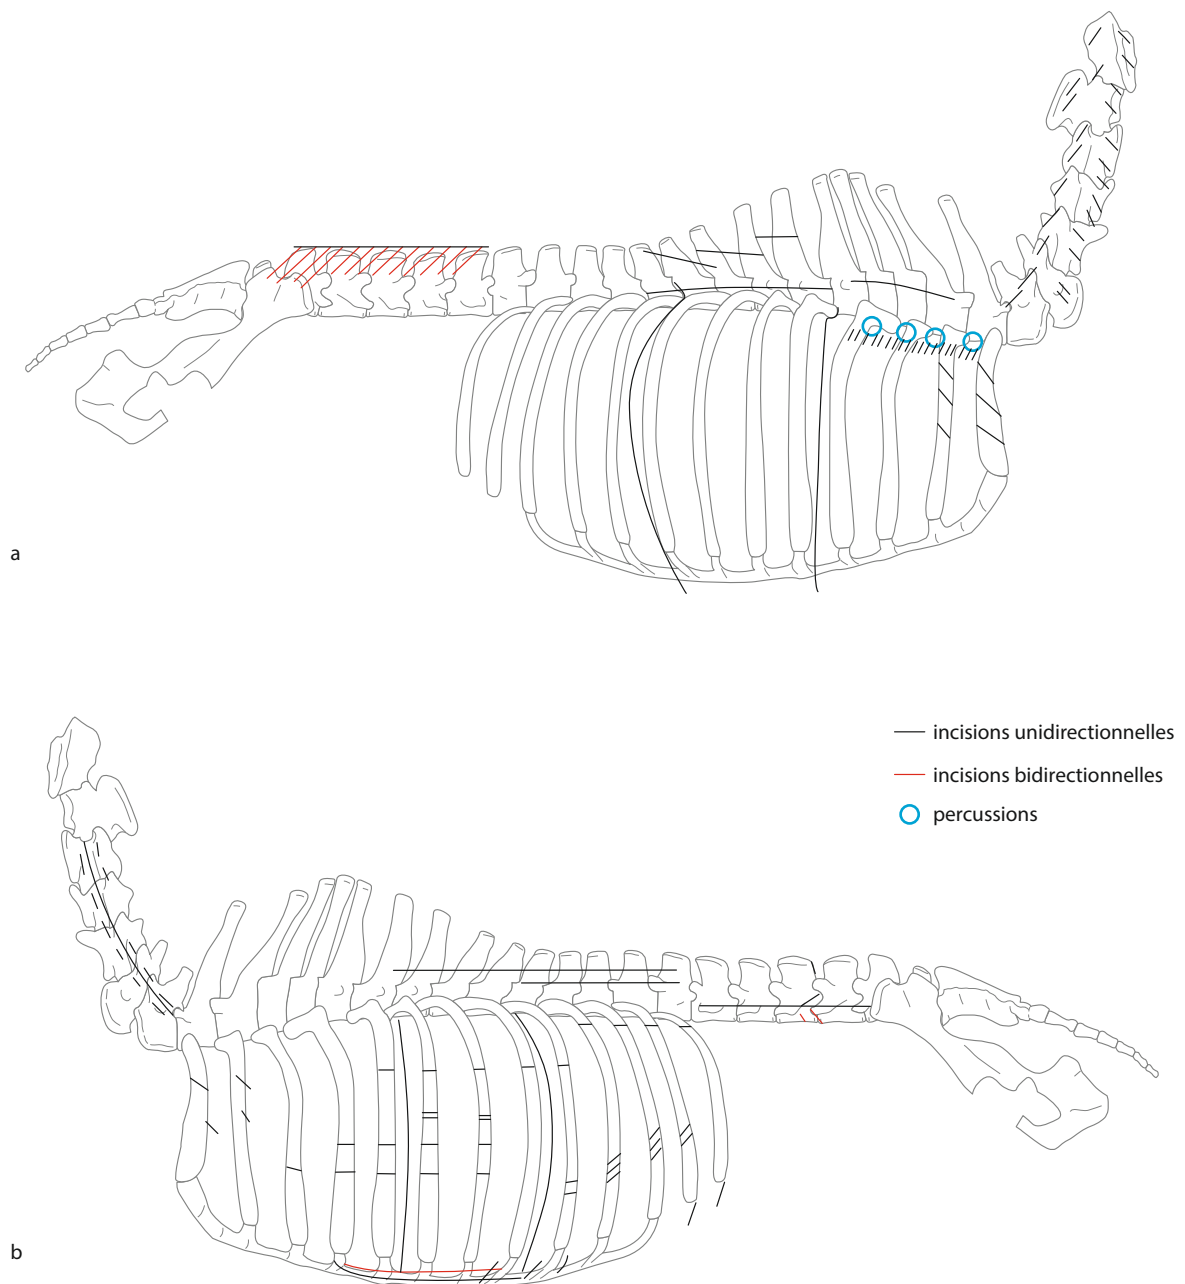 a
incisions unidirectionnelles
incisions bidirectionnelles
percussions
b